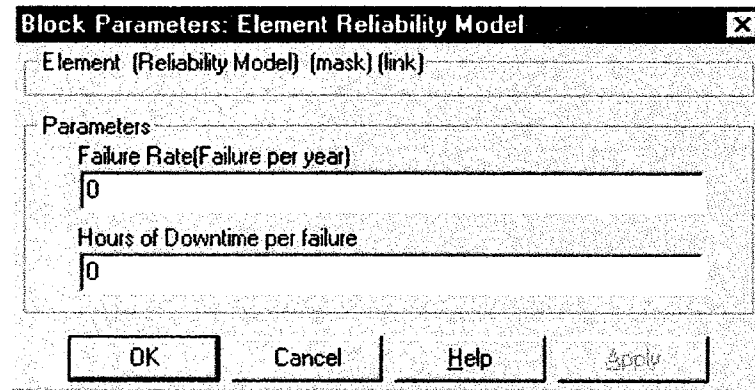 Block Parameters: Element Reliability Model
Element (Reliability Model) (mask) (link)
Parameters
Failure Rate(Failure per year)
0
Hours of Downtime per failure
0
OK Cancel Help Apply